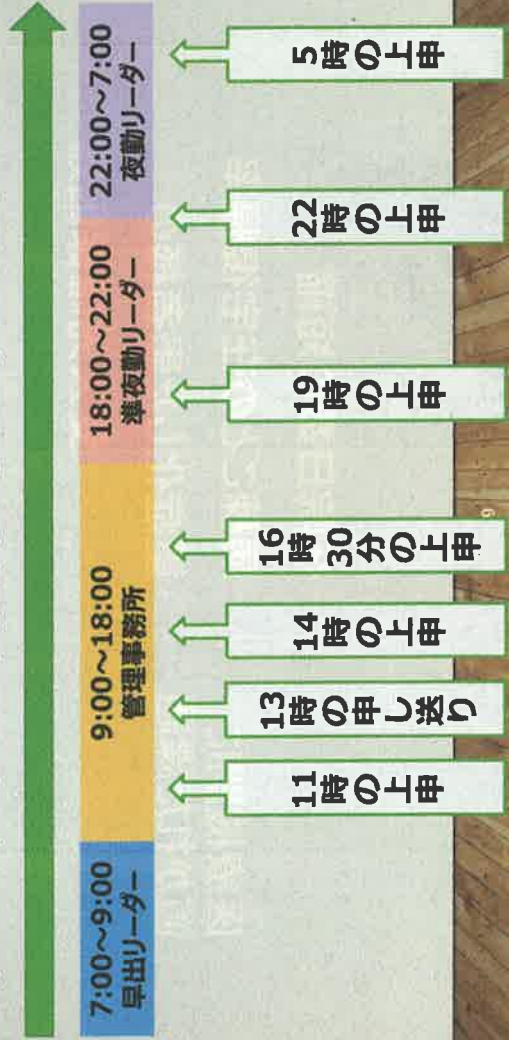 7:00～9:00
早出リーダー
9:00～18:00
管理事務所
18:00～22:00
準夜勤リーダー
22:00～7:00
夜勤リーダー
11時の上申
13時の申し送り
14時の上申
16時
30分の上申
19時の上申
22時の上申
5時の上申
9